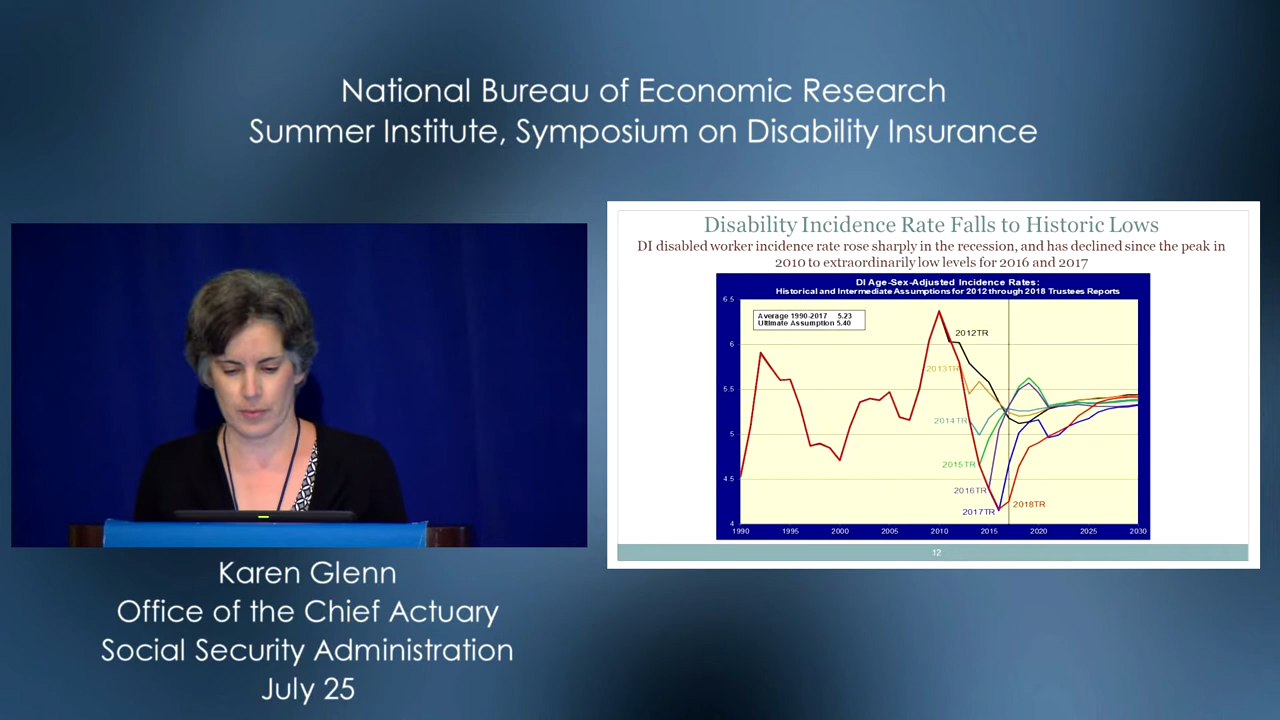 National Bureau of Economic Research
Summer Institute, Symposium on Disability Insurance
Disability Incidence Rate Falls to Historic Lows
DI disabled worker incidence rate rose sharply in the recession, and has declined since the peak in
2010 to extraordinarily low levels for 2016 and 2017
DI Age-Sex-Adjusted Incidence Rates:
Historical and Intermediate Assumptions for 2012 through 2018 Trustees Reports
6.5
Average 1990-2017 5.23
Ultimate Assumption 5.40
2012TR
6
2013TR
5.5
2014TR
5
2015TR
4.5
2016TR
2018TR
2017TR
4
1990 1995 2000 2005 2010 2015 2020 2025 2030
12
Karen Glenn
Office of the Chief Actuary
Social Security Administration
July 25